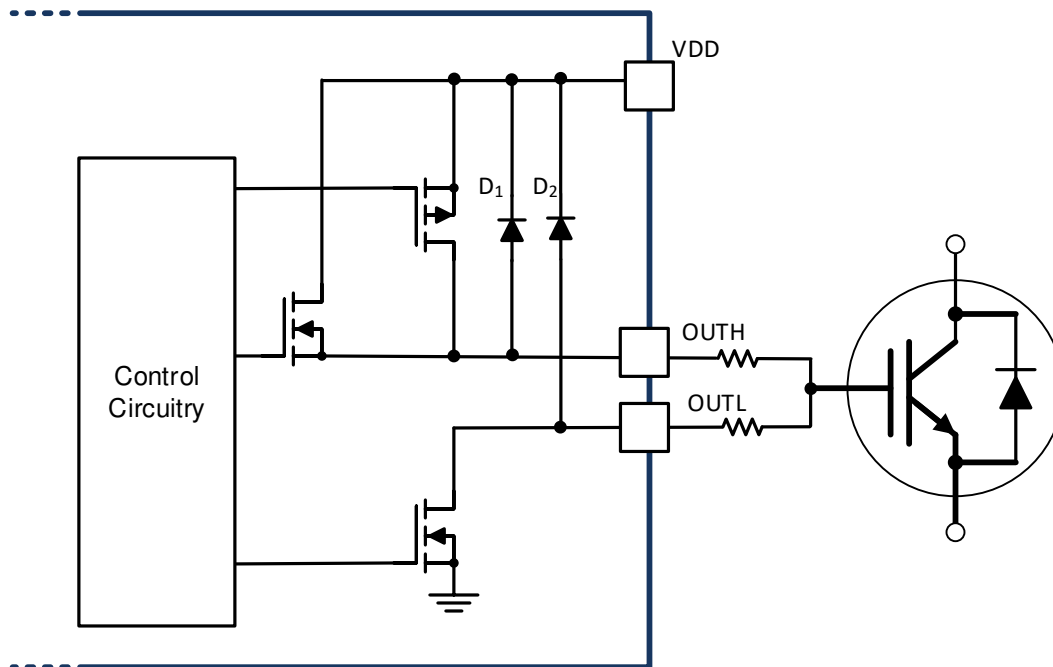 VDD
D₁
D₂
OUTH
OUTL
Control
Circuitry